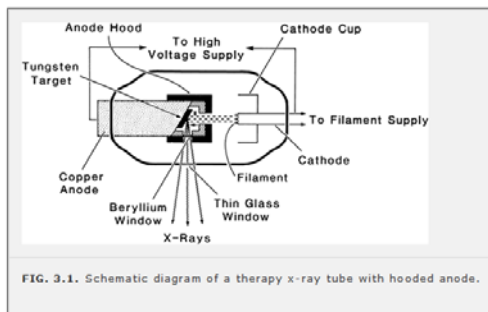 Anode Hood
Cathode Cup
To High
Voltage Supply
Tungsten
Target
To Filament Supply
Cathode
Filament
Copper
Anode
Beryllium
Window
Thin Glass
Window
X-Rays
FIG. 3.1. Schematic diagram of a therapy x-ray tube with hooded anode.